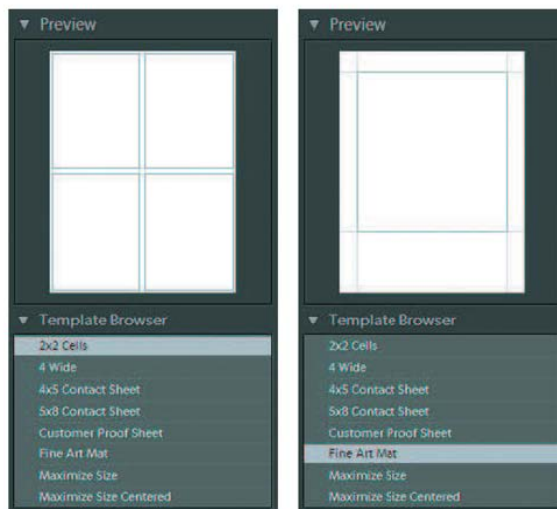 Preview
Template Browser
2x2 Cells
4 Wide
4x5 Contact Sheet
5x8 Contact Sheet
Customer Proof Sheet
Fine Art Mat
Maximize Size
Maximize Size Centered
Preview
Template Browser
2x2 Cells
4 Wide
4x5 Contact Sheet
5x8 Contact Sheet
Customer Proof Sheet
Fine Art Mat
Maximize Size
Maximize Size Centered